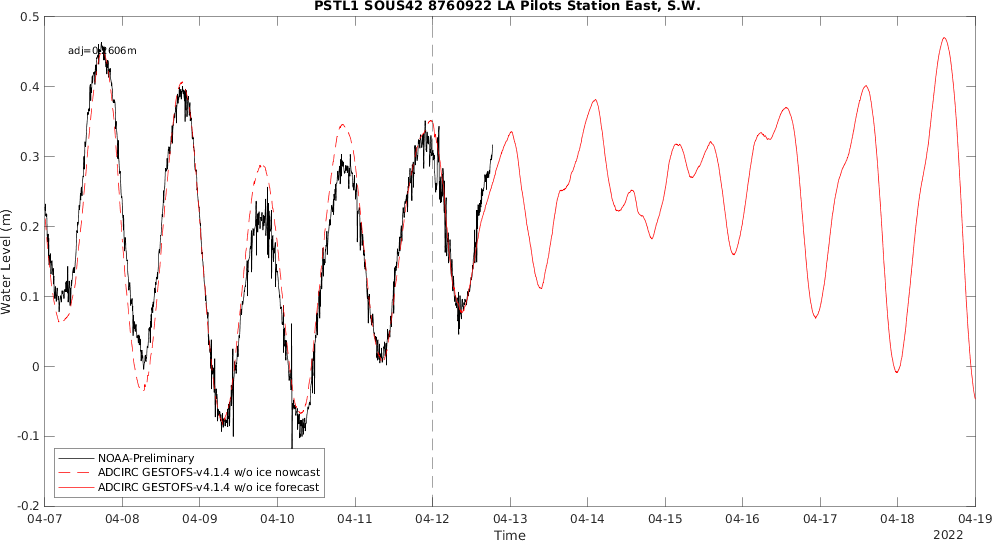 PSTL1 SOUS42 8760922 LA Pilots Station East, S.W.
0.5
0.4
0.3
0.2
0.1
0
-0.1
-0.2
Water Level (m)
NOAA-Preliminary
ADCIRC GESTOFS-v4.1.4 w/o ice nowcast
ADCIRC GESTOFS-v4.1.4 w/o ice forecast
04-07 04-08 04-09 04-10 04-11 04-12 04-13 04-14 04-15 04-16 04-17 04-18 04-19
Time
2022